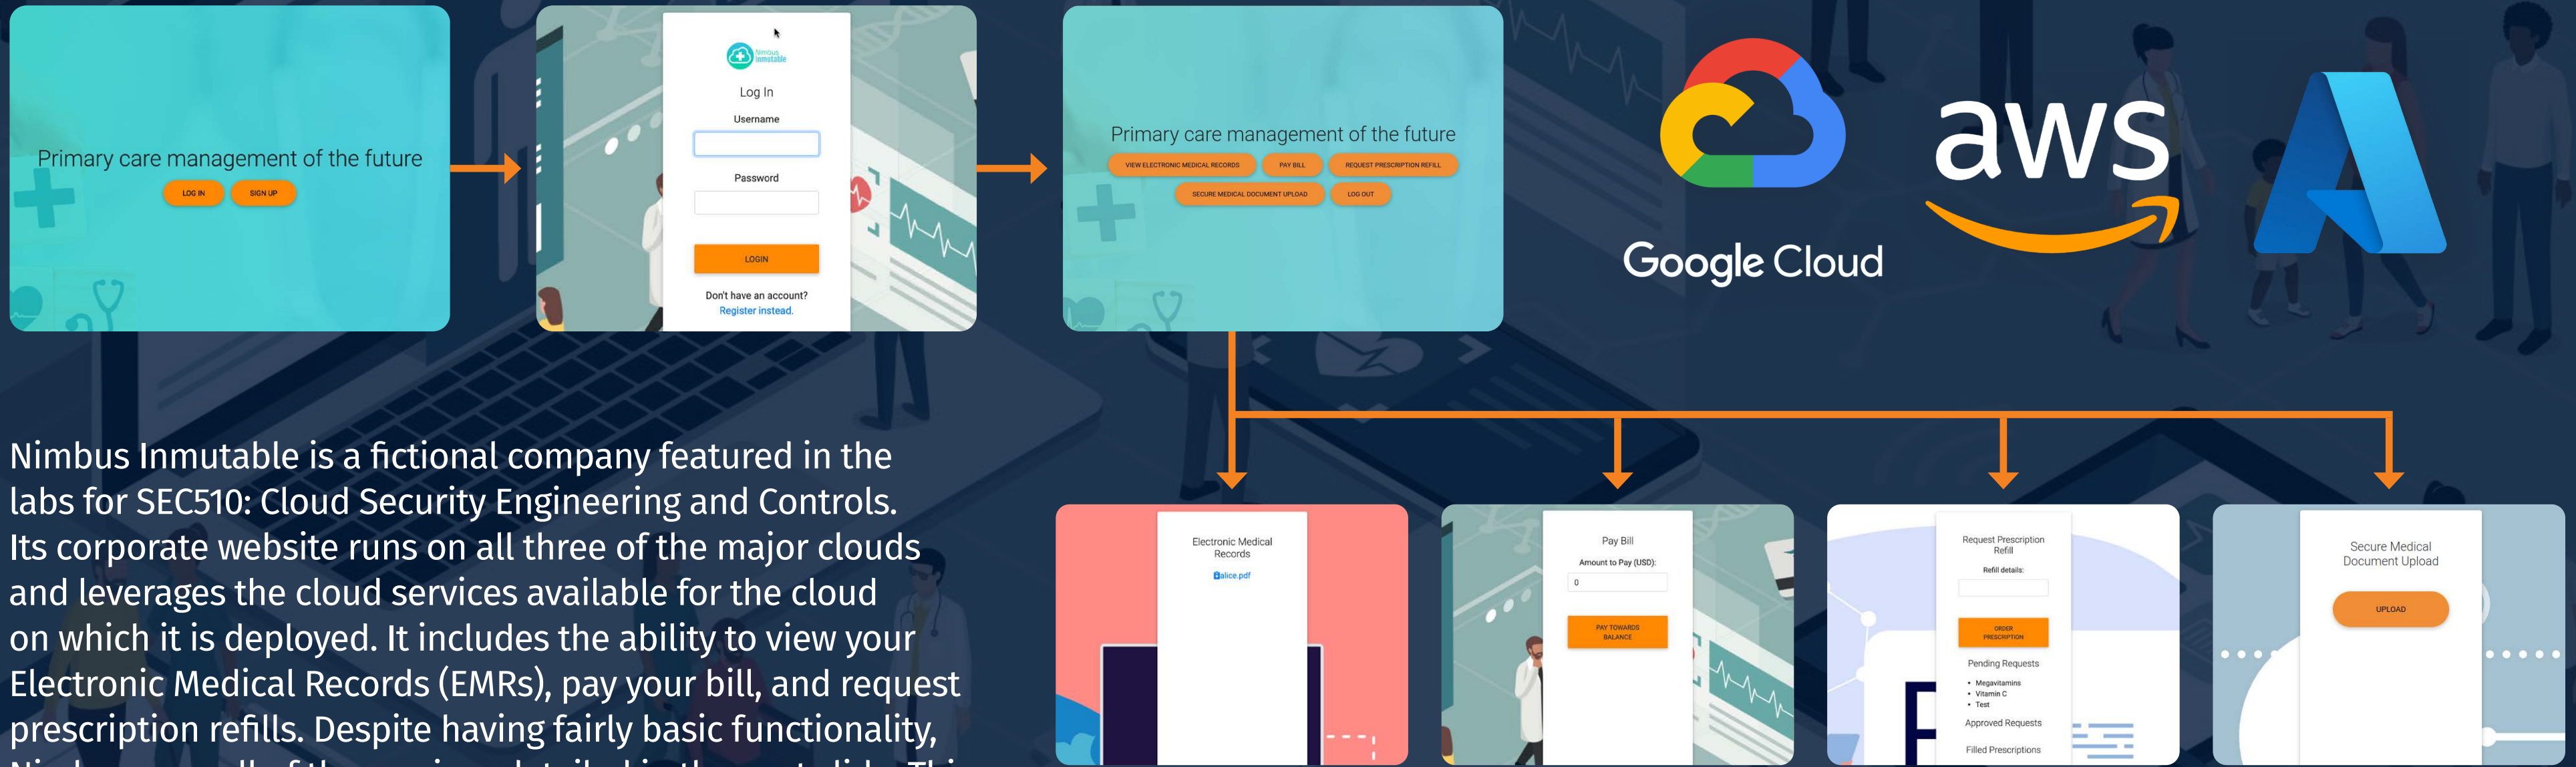 Primary care management of the future
LOG IN
SIGN UP
Nimbus
Inmutable
Log In
Username
Password
LOGIN
Don't have an account?
Register instead.
Primary care management of the future
VIEW ELECTRONIC MEDICAL RECORDS
PAY BILL
REQUEST PRESCRIPTION REFILL
SECURE MEDICAL DOCUMENT UPLOAD
LOG OUT
Google Cloud
aws
Nimbus Inmutable is a fictional company featured in the
labs for SEC510: Cloud Security Engineering and Controls.
Its corporate website runs on all three of the major clouds
and leverages the cloud services available for the cloud
on which it is deployed. It includes the ability to view your
Electronic Medical Records (EMRs), pay your bill, and request
prescription refills. Despite having fairly basic functionality,
Electronic Medical
Records
alice.pdf
Pay Bill
Amount to Pay (USD):
0
PAY TOWARDS
BALANCE
Request Prescription
Refill
Refill details:
ORDER
PRESCRIPTION
Pending Requests
• Megavitamins
• Vitamin C
• Test
Approved Requests
Filled Prescriptions
Secure Medical
Document Upload
UPLOAD